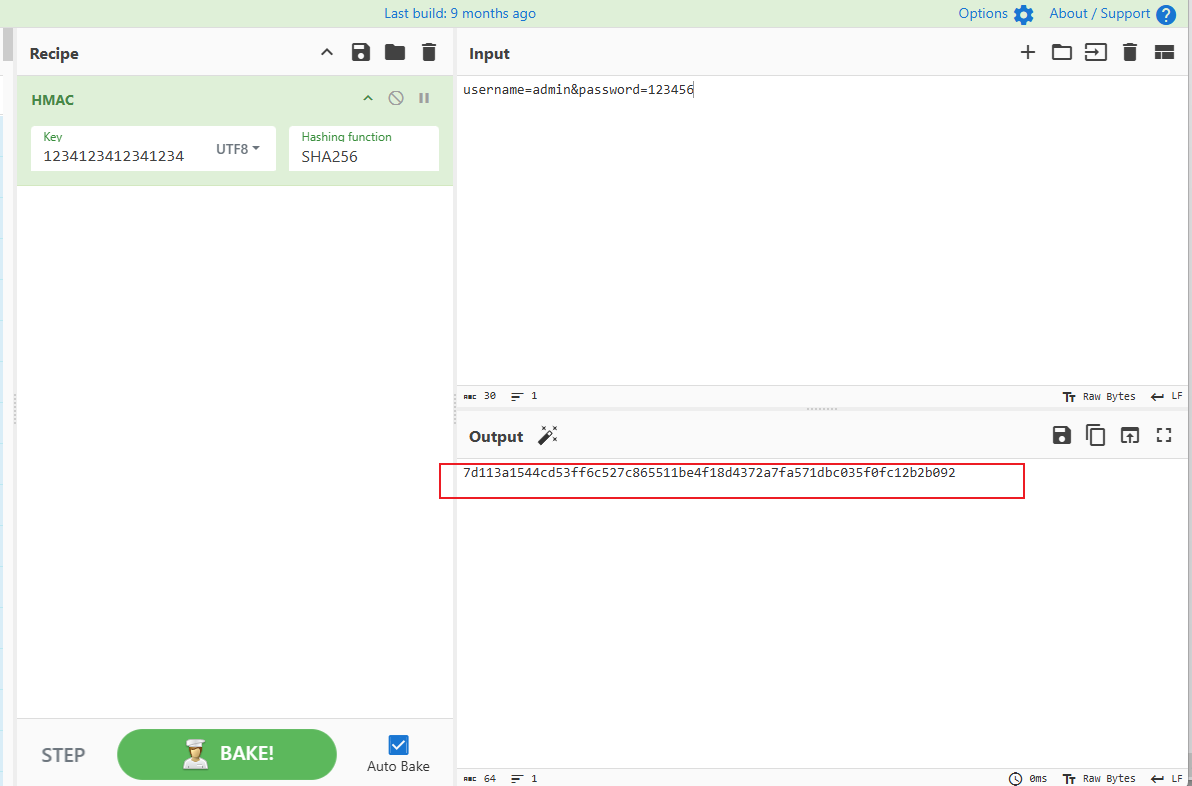 Last build: 9 months ago
Options
About / Support
Recipe
HMAC
Key
1234123412341234
UTF8
Hashing function
SHA256
STEP
BAKE!
Auto Bake
Input
username=admin&password=123456
ABC 30 1
Tт Raw Bytes LF
Output
7d113a1544cd53ff6c527c865511be4f18d4372a7fa571dbc035f0fc12b2b092
ABC 64 1
0ms Tт Raw Bytes LF